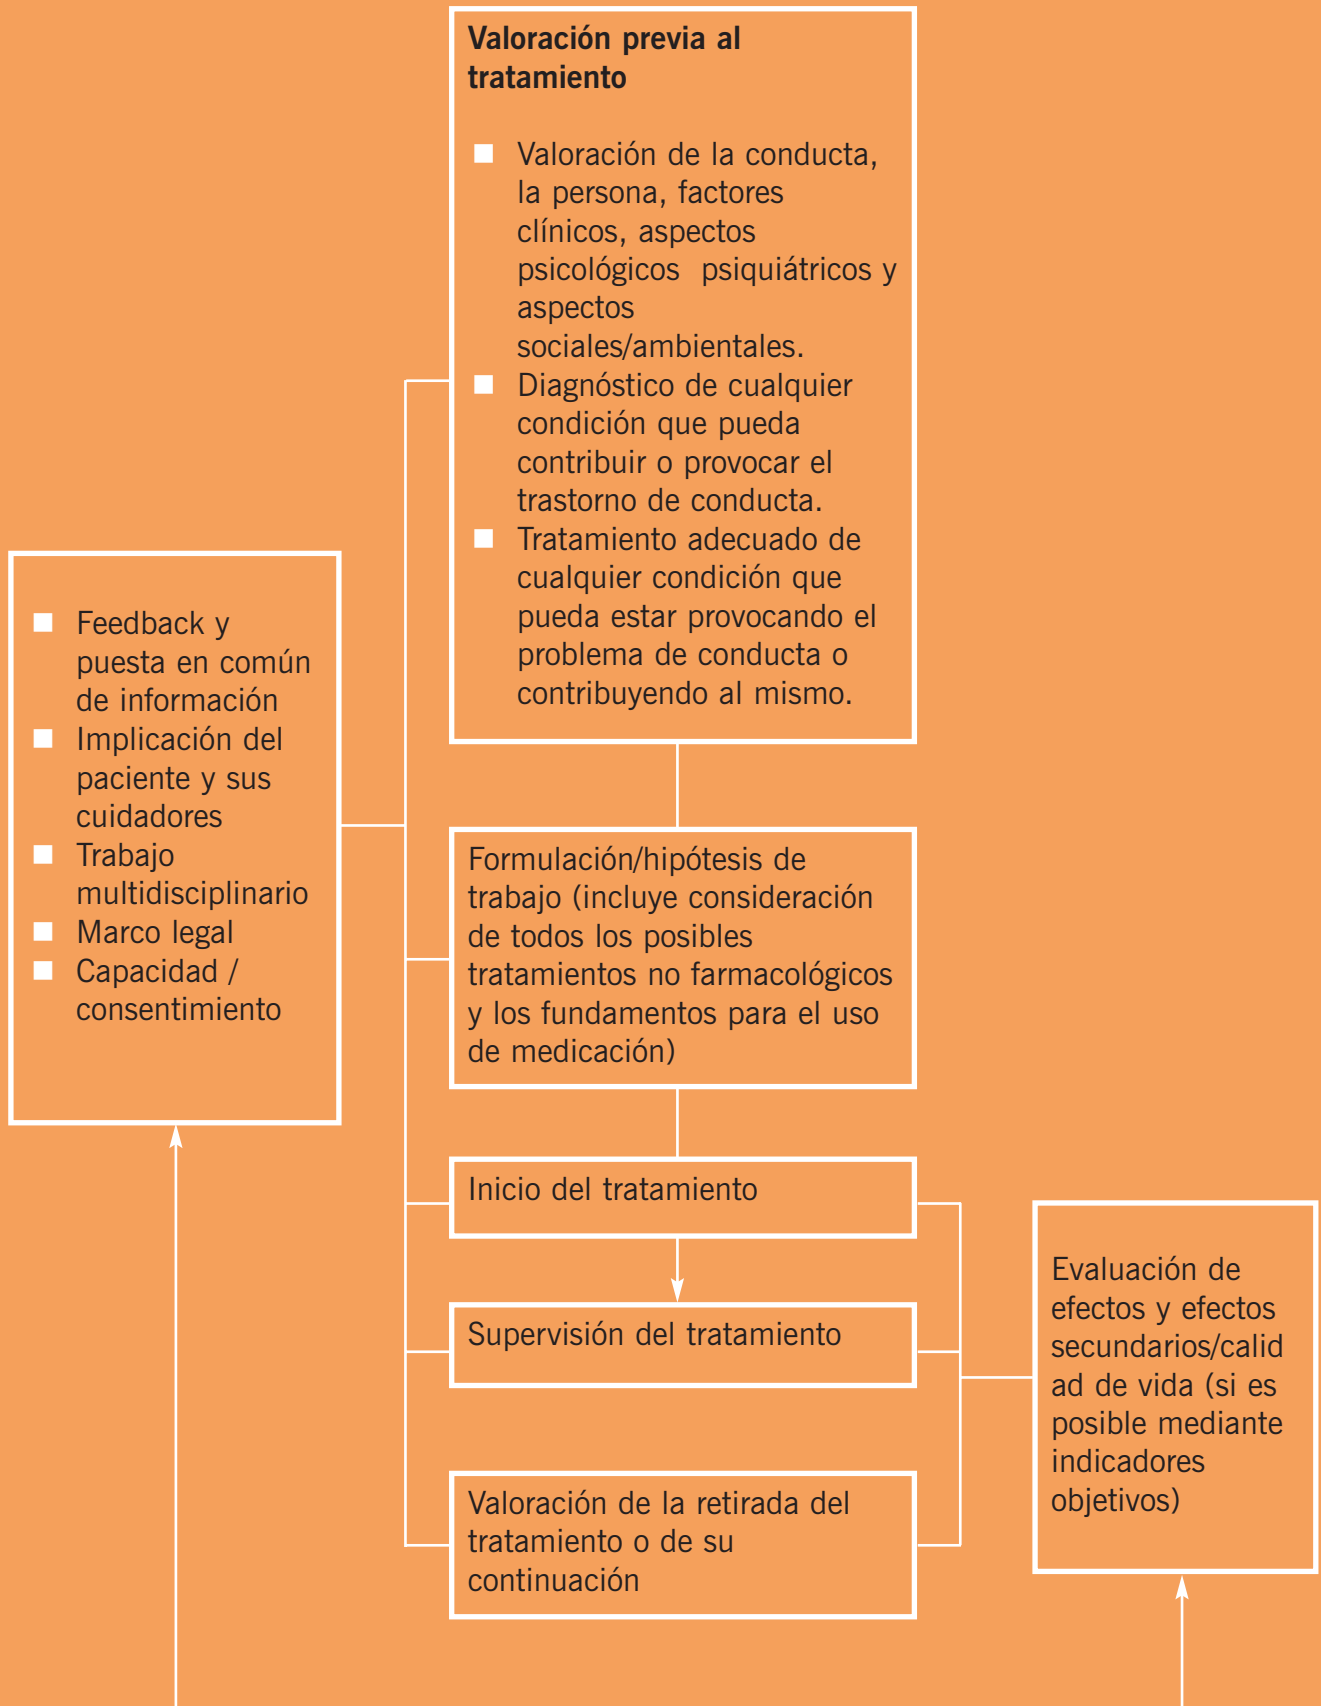 Valoración previa al
tratamiento
Valoración de la conducta,
la persona, factores
clínicos, aspectos
psicológicos  psiquiátricos y
aspectos
sociales/ambientales.
Diagnóstico de cualquier
condición que pueda
contribuir o provocar el
trastorno de conducta.
Tratamiento adecuado de
cualquier condición que
pueda estar provocando el
problema de conducta o
contribuyendo al mismo.
Feedback y
puesta en común
de información
Implicación del
paciente y sus
cuidadores
Trabajo
multidisciplinario
Marco legal
Capacidad /
consentimiento
Formulación/hipótesis de
trabajo (incluye consideración
de todos los posibles
tratamientos no farmacológicos
y los fundamentos para el uso
de medicación)
Inicio del tratamiento
Supervisión del tratamiento
Valoración de la retirada del
tratamiento o de su
continuación
Evaluación de
efectos y efectos
secundarios/calid
ad de vida (si es
posible mediante
indicadores
objetivos)